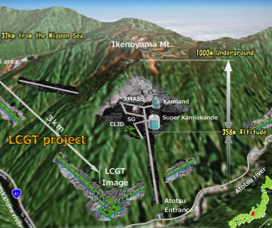 37km from the Nippon Sea
Ikenoyama Mt.
1000m Underground
i area
XMASS
Kamland
SG
Super Kamiokande
CLIO
3km
358m Altitude
LCGT project
LCGT
Image
Atotsu
Entrance
Atotsu river
41